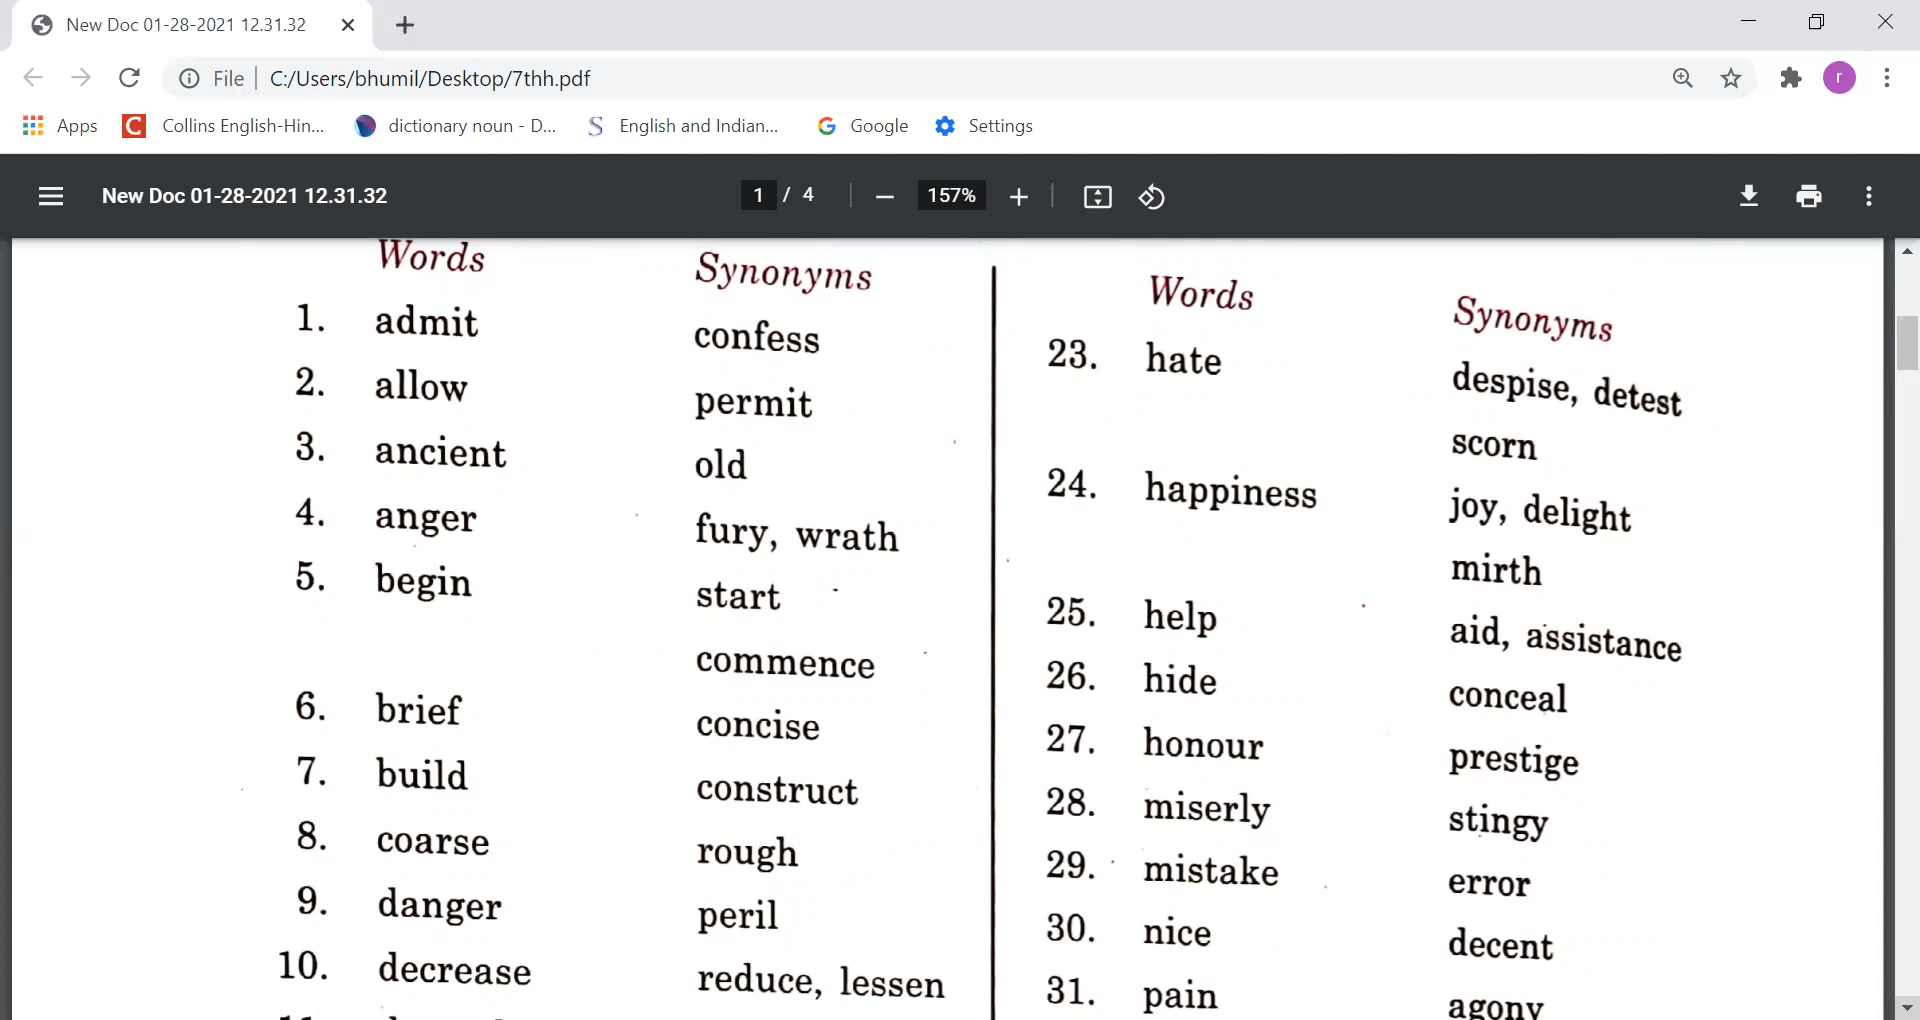 New Doc 01-28-2021 12.31.32
File | C:/Users/bhumil/Desktop/7thh.pdf
r
Apps
Collins English-Hin...
dictionary noun - D...
English and Indian...
Google
Settings
New Doc 01-28-2021 12.31.32
1 / 4
157%
Words Synonyms
1. admit confess
2. allow permit
3. ancient old
4. anger fury, wrath
5. begin start
commence
6. brief concise
7. build construct
8. coarse rough
9. danger peril
10. decrease reduce, lessen
Words Synonyms
23. hate despise, detest
scorn
24. happiness joy, delight
mirth
25. help aid, assistance
26. hide conceal
27. honour prestige
28. miserly stingy
29. mistake error
30. nice decent
31. pain agony